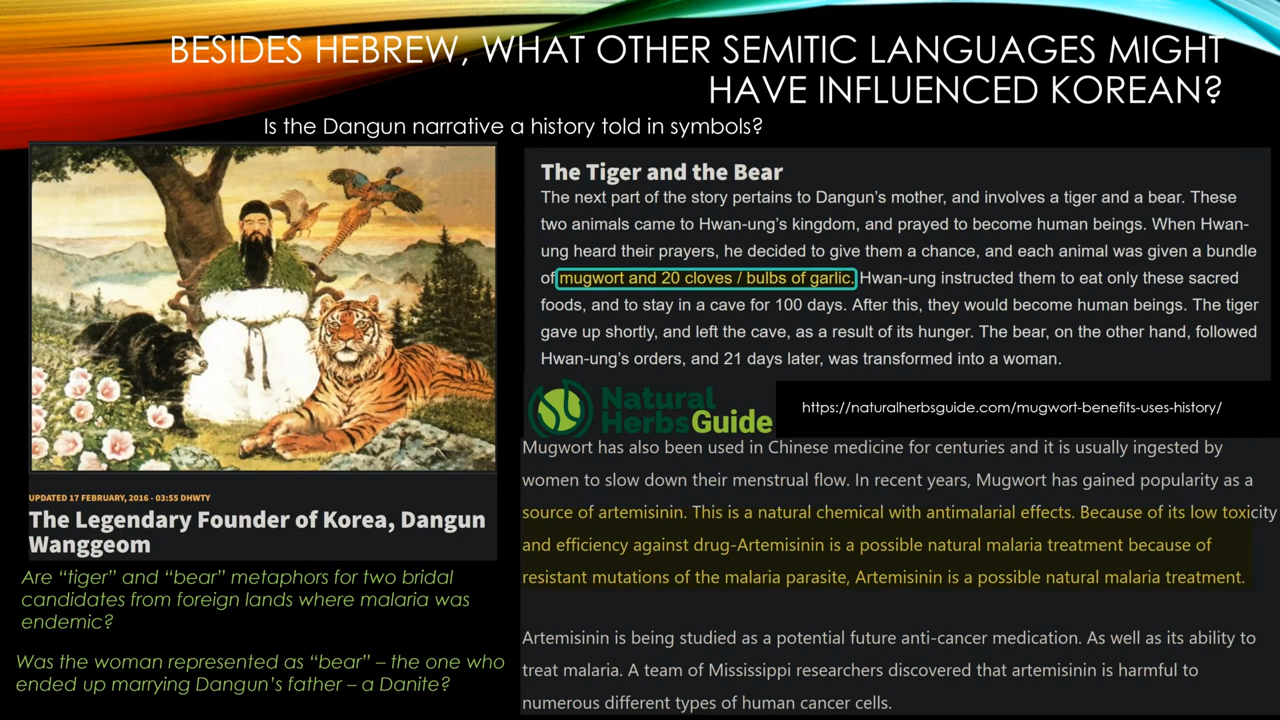 BESIDES HEBREW, WHAT OTHER SEMITIC LANGUAGES MIGHT
HAVE INFLUENCED KOREAN?
Is the Dangun narrative a history told in symbols?
UPDATED 17 FEBRUARY, 2016 - 03:55 DHWTY
The Legendary Founder of Korea, Dangun
Wanggeom
Are “tiger” and “bear” metaphors for two bridal
candidates from foreign lands where malaria was
endemic?
Was the woman represented as “bear” – the one who
ended up marrying Dangun’s father – a Danite?
The Tiger and the Bear
The next part of the story pertains to Dangun’s mother, and involves a tiger and a bear. These
two animals came to Hwan-ung’s kingdom, and prayed to become human beings. When Hwan-
ung heard their prayers, he decided to give them a chance, and each animal was given a bundle
of mugwort and 20 cloves / bulbs of garlic. Hwan-ung instructed them to eat only these sacred
foods, and to stay in a cave for 100 days. After this, they would become human beings. The tiger
gave up shortly, and left the cave, as a result of its hunger. The bear, on the other hand, followed
Hwan-ung’s orders, and 21 days later, was transformed into a woman.
Natural
HerbsGuide
https://naturalherbsguide.com/mugwort-benefits-uses-history/
Mugwort has also been used in Chinese medicine for centuries and it is usually ingested by
women to slow down their menstrual flow. In recent years, Mugwort has gained popularity as a
source of artemisinin. This is a natural chemical with antimalarial effects. Because of its low toxicity
and efficiency against drug-Artemisinin is a possible natural malaria treatment because of
resistant mutations of the malaria parasite, Artemisinin is a possible natural malaria treatment.
Artemisinin is being studied as a potential future anti-cancer medication. As well as its ability to
treat malaria. A team of Mississippi researchers discovered that artemisinin is harmful to
numerous different types of human cancer cells.